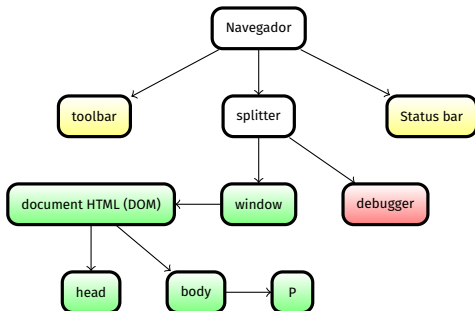 Navegador
toolbar
splitter
Status bar
document HTML (DOM)
window
debugger
head
body
P